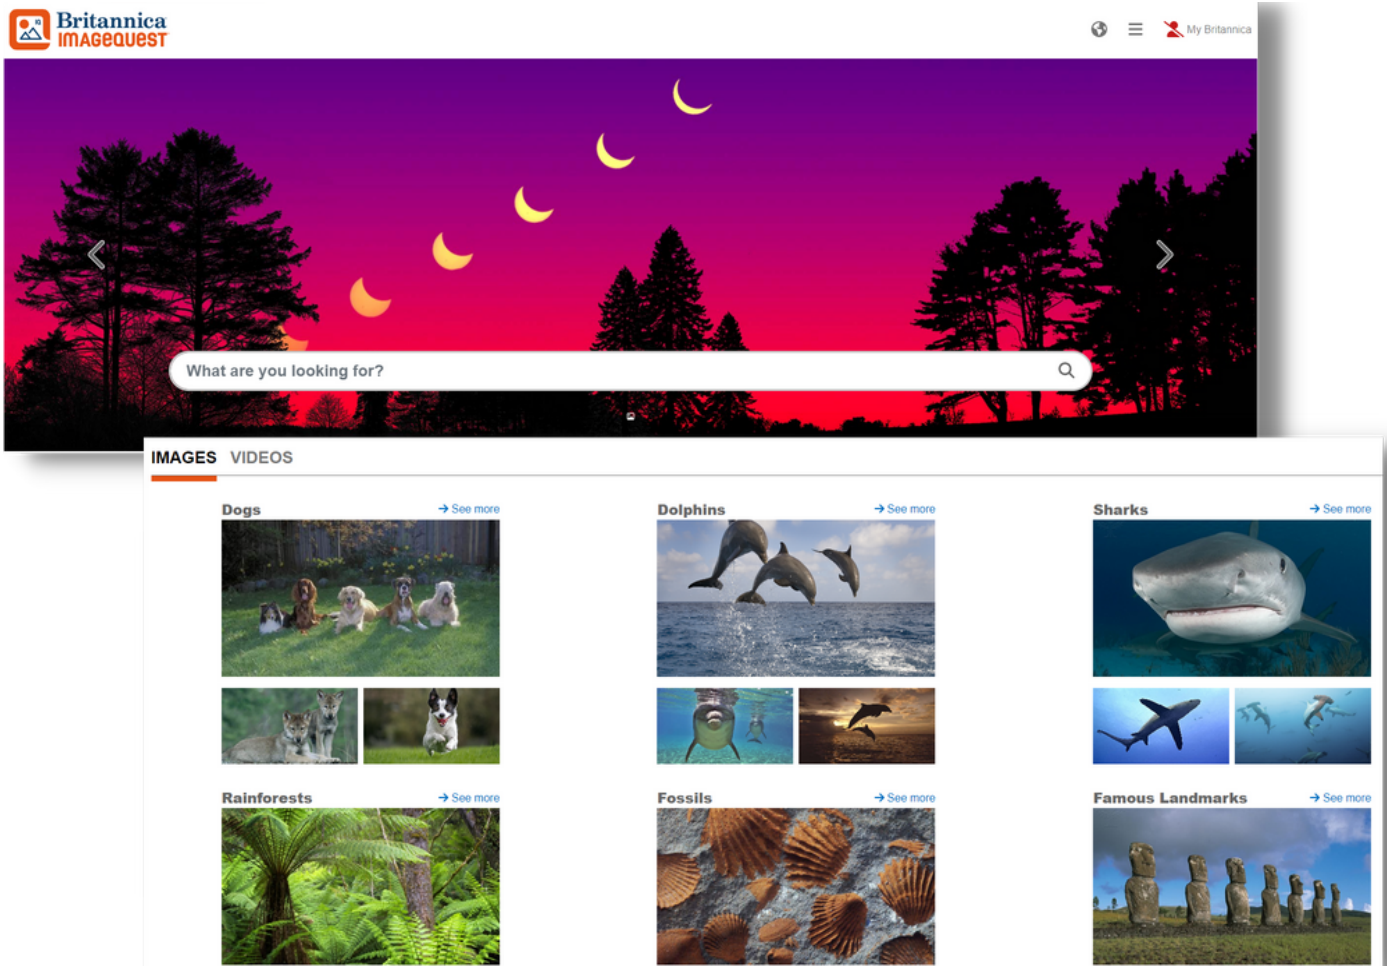 Britannica
IMAGEQUEST
My Britannica
What are you looking for?
IMAGES VIDEOS
Dogs
See more
Dolphins
See more
Sharks
See more
Rainforests
See more
Fossils
See more
Famous Landmarks
See more